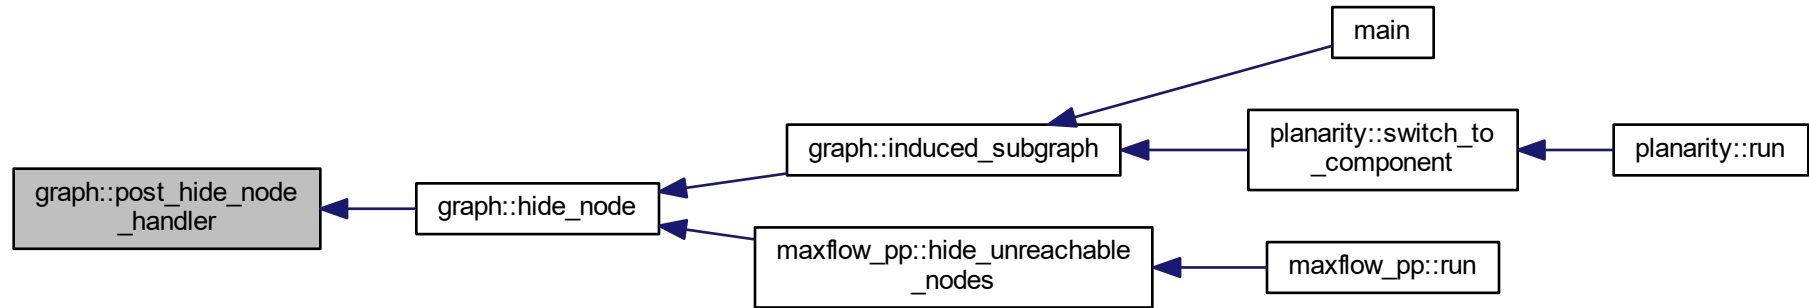 graph::post_hide_node
_handler
graph::hide_node
graph::induced_subgraph
main
planarity::switch_to
_component
planarity::run
maxflow_pp::hide_unreachable
_nodes
maxflow_pp::run